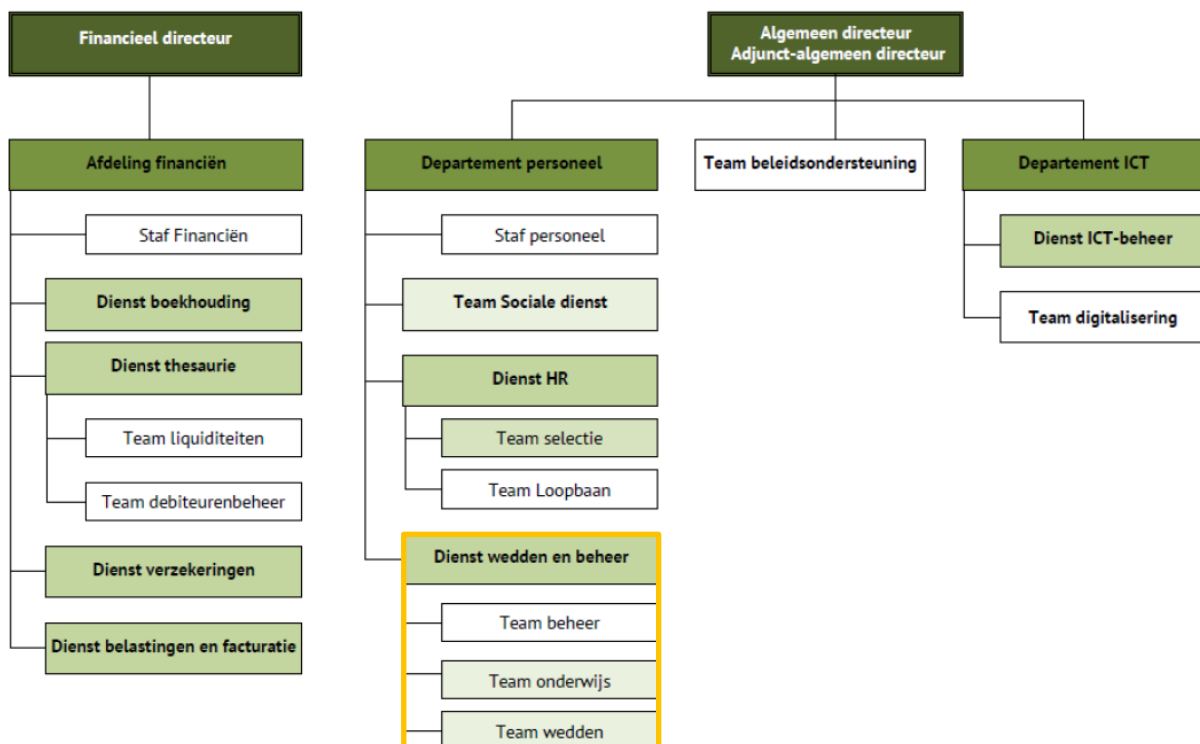 Financieel directeur
Algemeen directeur
Adjunct-algemeen directeur
Afdeling financiën
Departement personeel
Team beleidsondersteuning
Departement ICT
Staf Financiën
Dienst boekhouding
Dienst thesaurie
Team liquiditeiten
Team debiteurenbeheer
Dienst verzekeringen
Dienst belastingen en facturatie
Staf personeel
Team Sociale dienst
Dienst HR
Team selectie
Team Loopbaan
Dienst wedden en beheer
Team beheer
Team onderwijs
Team wedden
Dienst ICT-beheer
Team digitalisering